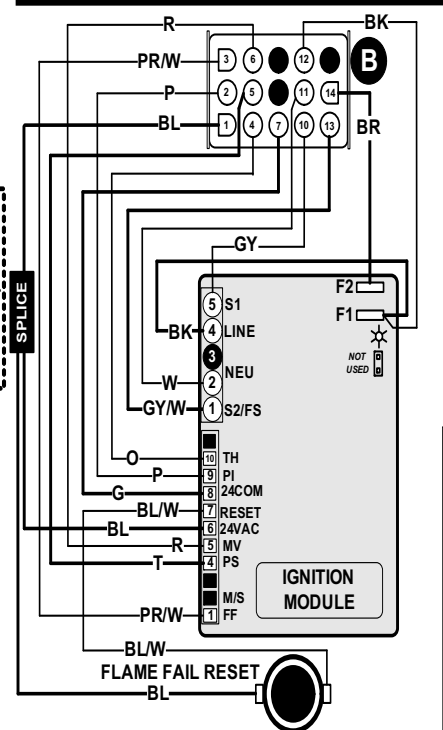 R
BK
PR/W
3
6
12
B
P
2
5
11
14
BL
1
4
7
10
13
BR
GY
SPLICE
F2
5 S1
F1
BK
4 LINE
3
NOT
USED
NEU
W
2
GY/W
1 S2/FS
O
10 TH
P
9 PI
G
8 24COM
BL/W
7 RESET
BL
6 24VAC
R
5 MV
T
4 PS
IGNITION
MODULE
M/S
PR/W
1 FF
BL/W
FLAME FAIL RESET
BL